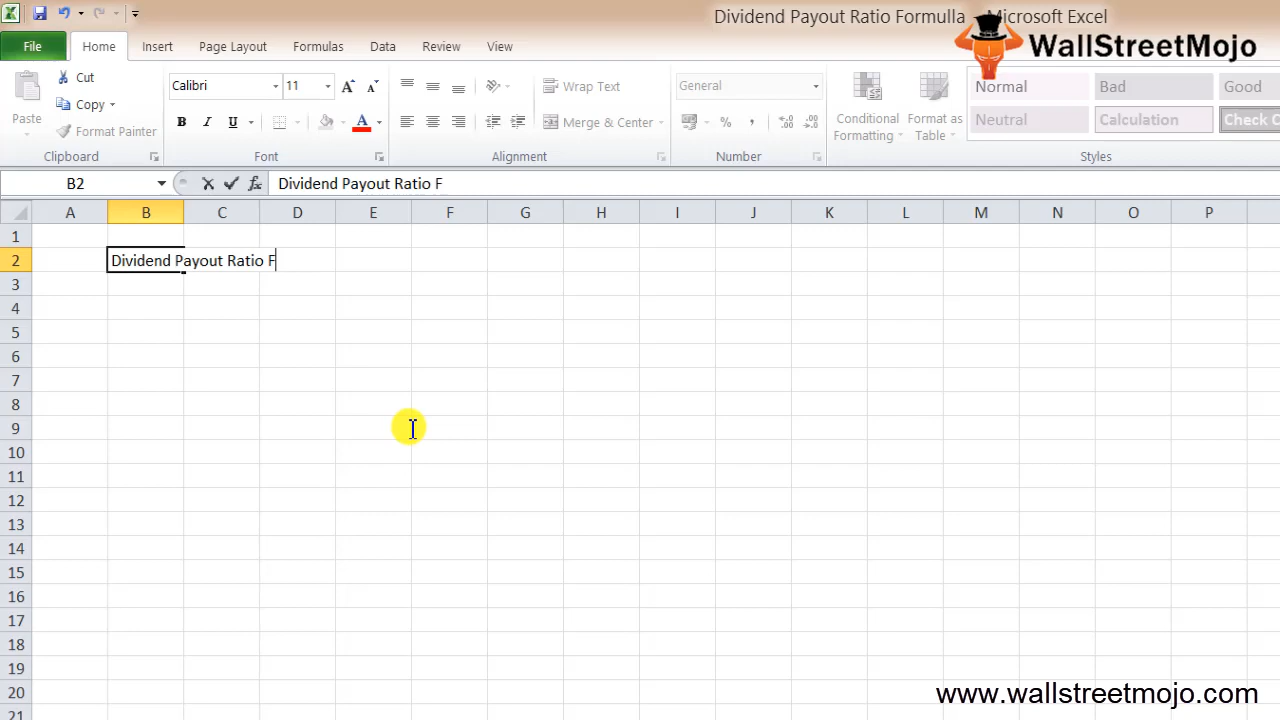 Dividend Payout Ratio Formulla - Microsoft Excel
WallStreetMojo
File Home Insert Page Layout Formulas Data Review View
Paste
Cut
Copy
Format Painter
Clipboard
Calibri 11
B I U A
Font
Wrap Text
Merge & Center
Alignment
General
% ,
Number
Conditional Formatting
Format as Table
Normal Bad Good
Neutral Calculation Check C
Styles
B2 fx Dividend Payout Ratio F
A B C D E F G H I J K L M N O P
1
2 Dividend Payout Ratio F
3
4
5
6
7
8
9
10
11
12
13
14
15
16
17
18
19
20
21
www.wallstreetmojo.com